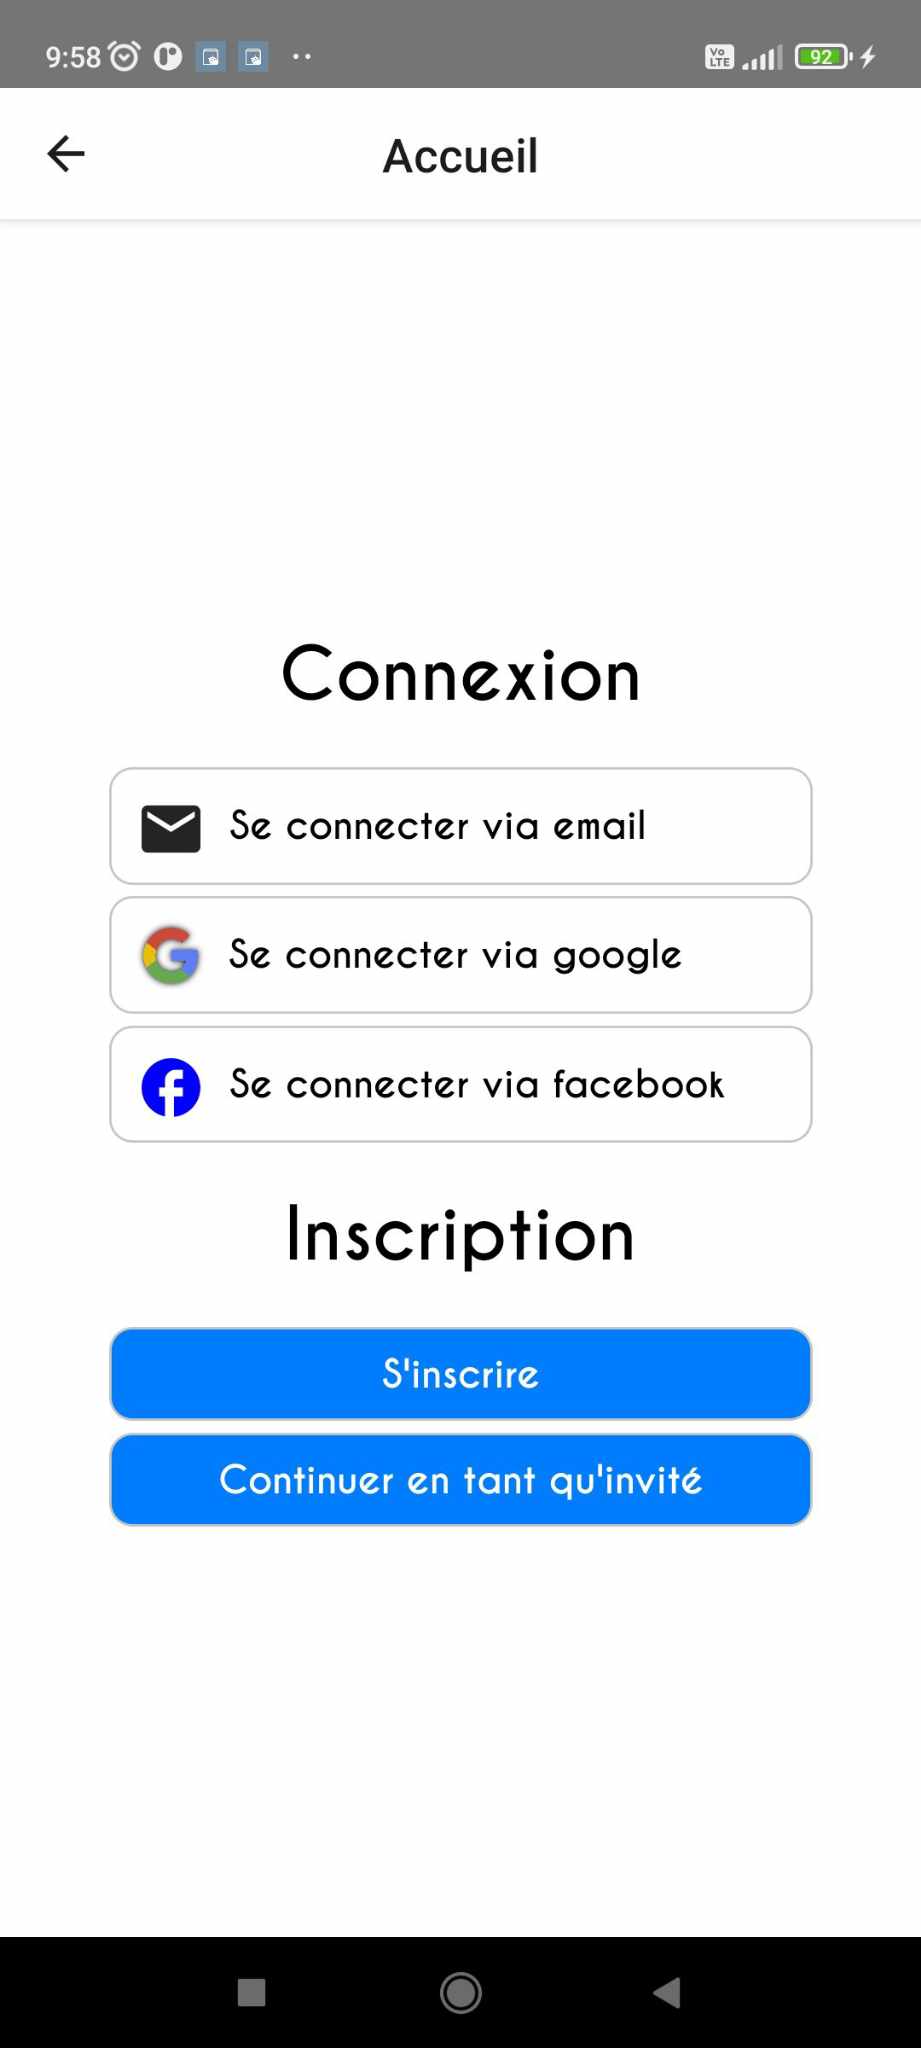 9:58 Vo LTE 92
Accueil
Connexion
Se connecter via email
Se connecter via google
Se connecter via facebook
Inscription
S'inscrire
Continuer en tant qu'invité